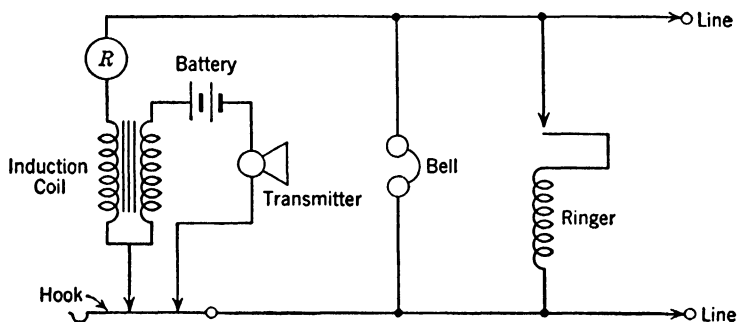 Line
R
Battery
Induction
Coil
Transmitter
Bell
Ringer
Hook
Line